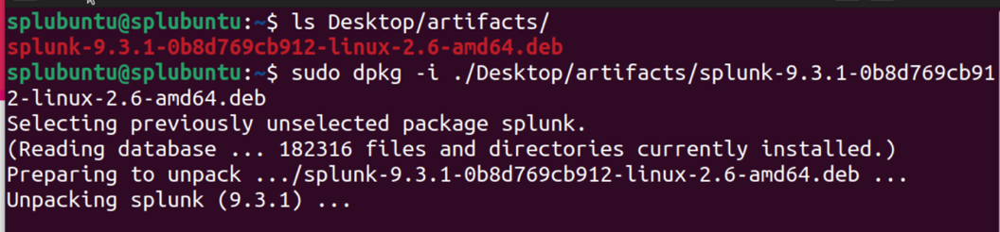 splubuntu@splubuntu:~$ ls Desktop/artifacts/
splunk-9.3.1-0b8d769cb912-linux-2.6-amd64.deb
splubuntu@splubuntu:~$ sudo dpkg -i ./Desktop/artifacts/splunk-9.3.1-0b8d769cb91
2-linux-2.6-amd64.deb
Selecting previously unselected package splunk.
(Reading database ... 182316 files and directories currently installed.)
Preparing to unpack .../splunk-9.3.1-0b8d769cb912-linux-2.6-amd64.deb ...
Unpacking splunk (9.3.1) ...